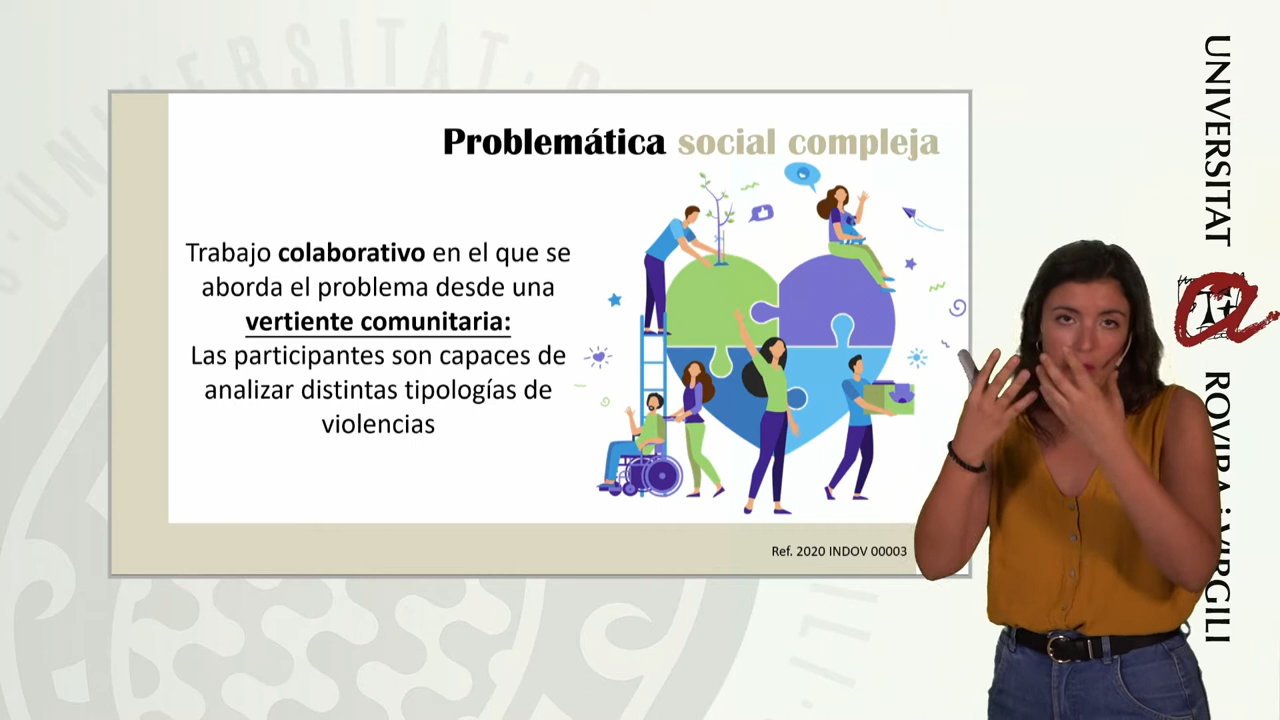 Problemática social compleja
Trabajo colaborativo en el que se
aborda el problema desde una
vertiente comunitaria:
Las participantes son capaces de
analizar distintas tipologías de
violencias
Ref. 2020 INDOV 00003
UNIVERSITAT
ROVIRA i VIRGILI